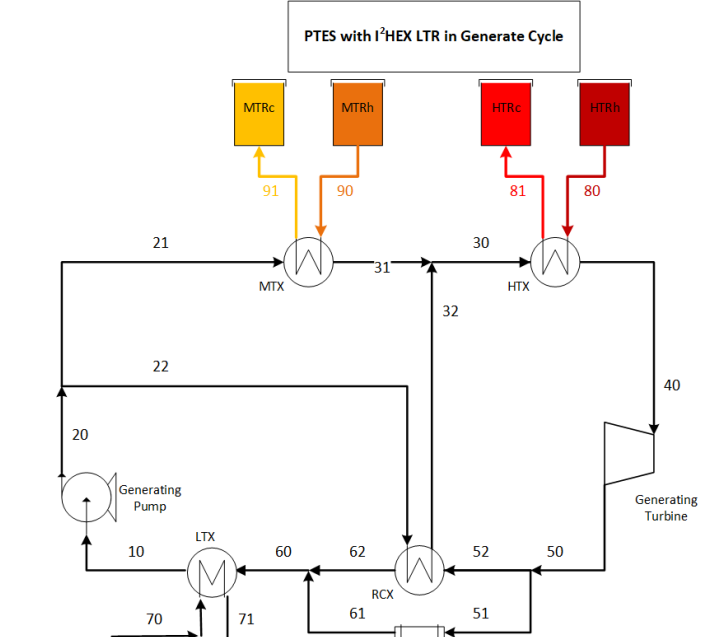 PTES with I²HEX LTR in Generate Cycle
MTRc
MTRh
HTRc
HTRh
91
90
81
80
21
31
30
MTX
HTX
32
22
40
20
Generating
Pump
Generating
Turbine
LTX
10
60
62
52
50
RCX
70
71
61
51